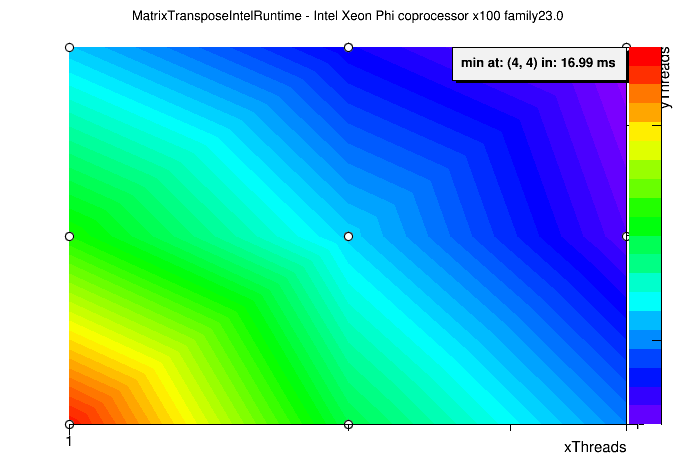 MatrixTransposeIntelRuntime - Intel Xeon Phi coprocessor x100 family23.0
min at: (4, 4) in: 16.99 ms
yThreads
1
xThreads